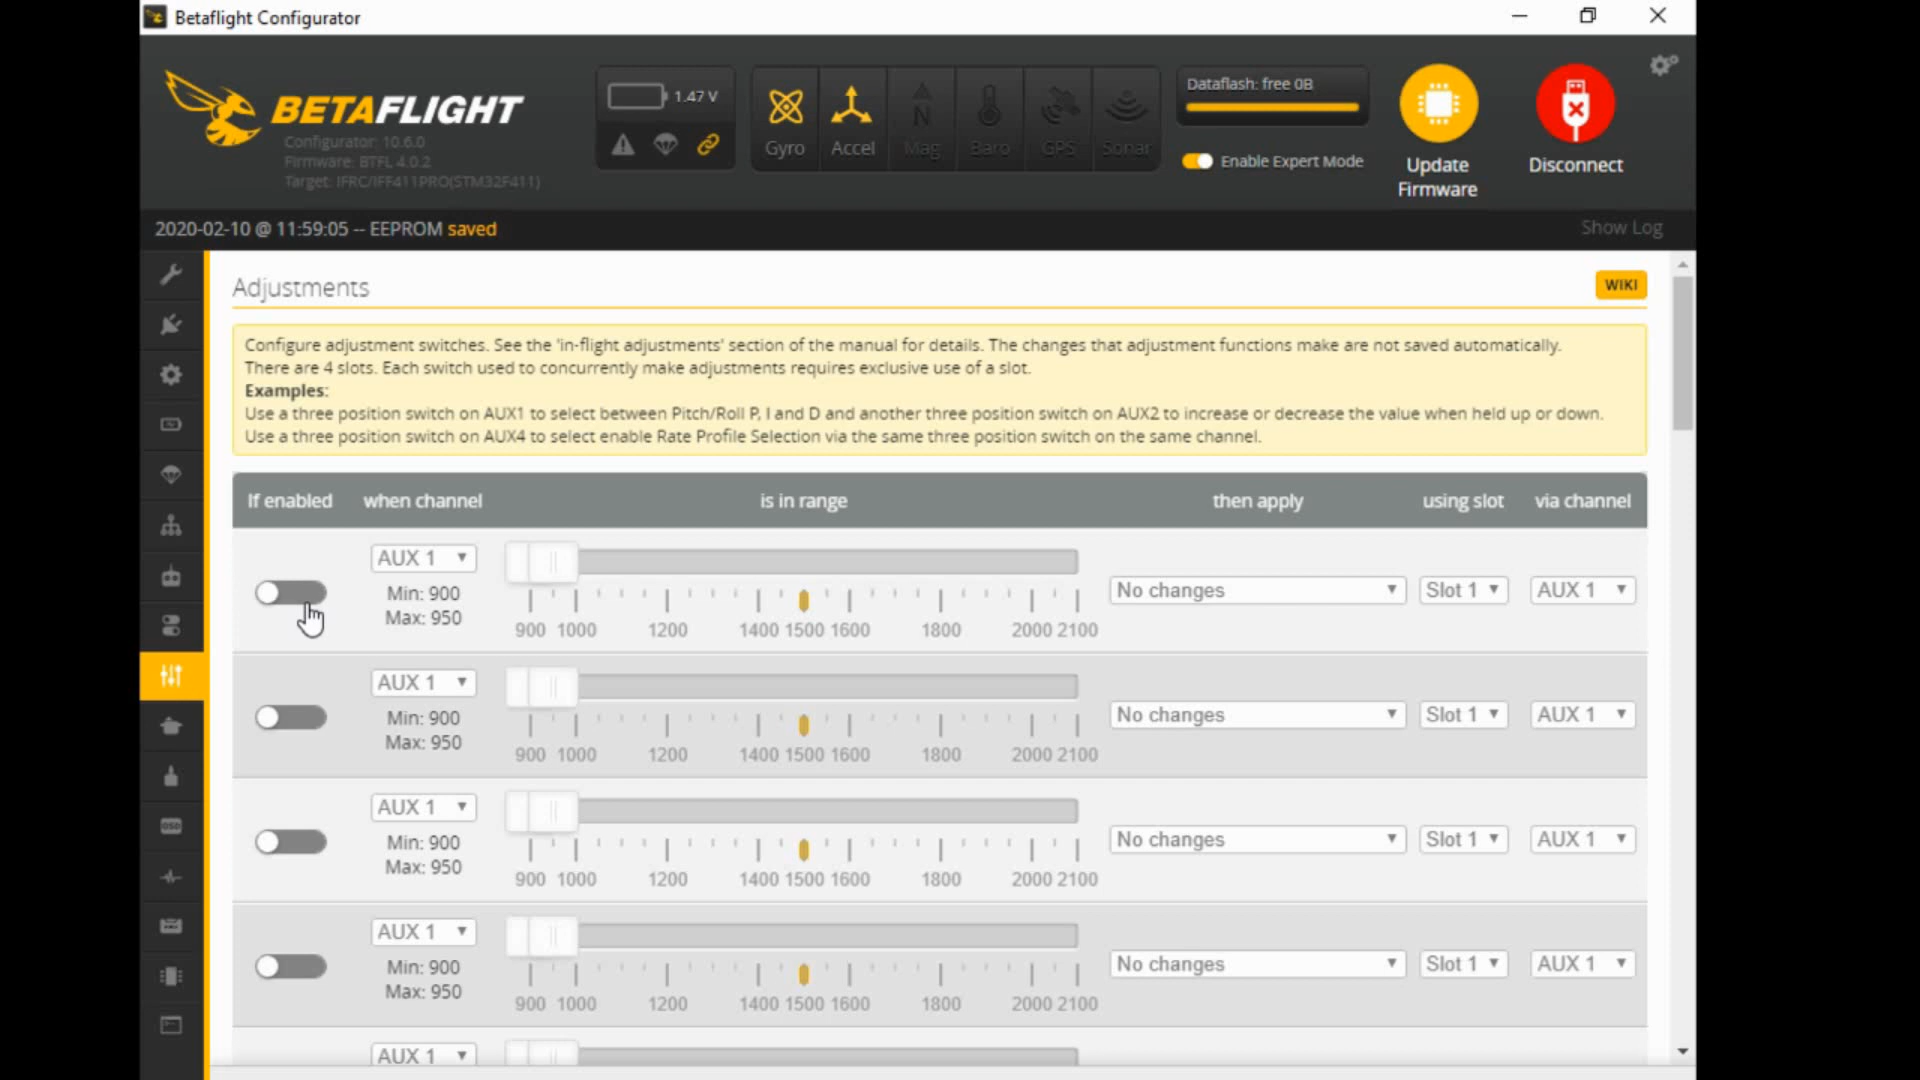 Betaflight Configurator
BETAFLIGHT
Configurator: 10.6.0
Firmware: BTFL 4.0.2
Target: IFRC/IFF411PRO(STM32F411)
1.47 V
Gyro Accel Mag Baro GPS Sonar
Dataflash: free 0B
Enable Expert Mode
Update
Firmware
Disconnect
2020-02-10 @ 11:59:05 -- EEPROM saved
Show Log
Adjustments
WIKI
Configure adjustment switches. See the 'in-flight adjustments' section of the manual for details. The changes that adjustment functions make are not saved automatically.
There are 4 slots. Each switch used to concurrently make adjustments requires exclusive use of a slot.
Examples:
Use a three position switch on AUX1 to select between Pitch/Roll P, I and D and another three position switch on AUX2 to increase or decrease the value when held up or down.
Use a three position switch on AUX4 to select enable Rate Profile Selection via the same three position switch on the same channel.
If enabled when channel is in range then apply using slot via channel
AUX 1
Min: 900
Max: 950
900 1000 1200 1400 1500 1600 1800 2000 2100
No changes Slot 1 AUX 1
AUX 1
Min: 900
Max: 950
900 1000 1200 1400 1500 1600 1800 2000 2100
No changes Slot 1 AUX 1
AUX 1
Min: 900
Max: 950
900 1000 1200 1400 1500 1600 1800 2000 2100
No changes Slot 1 AUX 1
AUX 1
Min: 900
Max: 950
900 1000 1200 1400 1500 1600 1800 2000 2100
No changes Slot 1 AUX 1
AUX 1